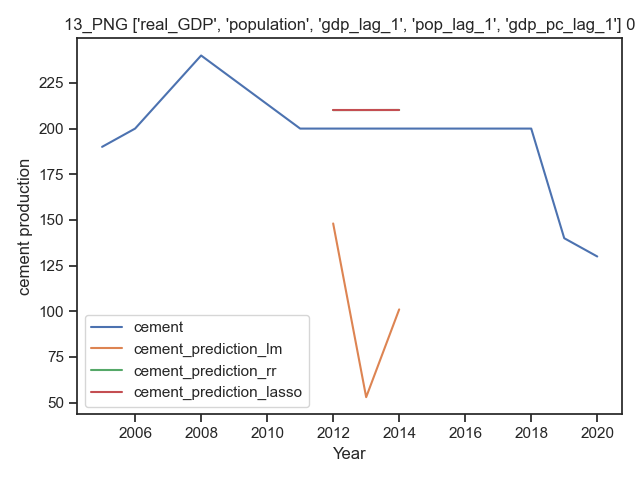 13_PNG ['real_GDP', 'population', 'gdp_lag_1', 'pop_lag_1', 'gdp_pc_lag_1'] 0
225
200
175
150
125
100
75
50
cement production
cement
cement_prediction_lm
cement_prediction_rr
cement_prediction_lasso
2006 2008 2010 2012 2014 2016 2018 2020
Year